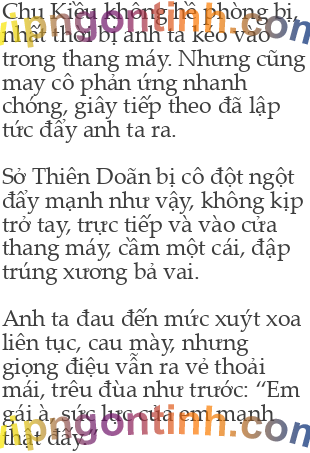 Chu Kiều không hề phòng bị,
nhất thời bị anh ta kéo vào
trong thang máy. Nhưng cũng
may cô phản ứng nhanh
chóng, giây tiếp theo đã lập
tức đẩy anh ta ra.
Sở Thiên Doãn bị cô đột ngột
đẩy mạnh như vậy, không kịp
trở tay, trực tiếp và vào cửa
thang máy, cầm một cái, đập
trúng xương bả vai.
Anh ta đau đến mức xuýt xoa
liên tục, cau mày, nhưng
giọng điệu vẫn ra vẻ thoải
mái, trêu đùa như trước: “Em
gái à, sức lực của em mạnh
thật đấy.”
vipngontinh.com
vipngontinh.com